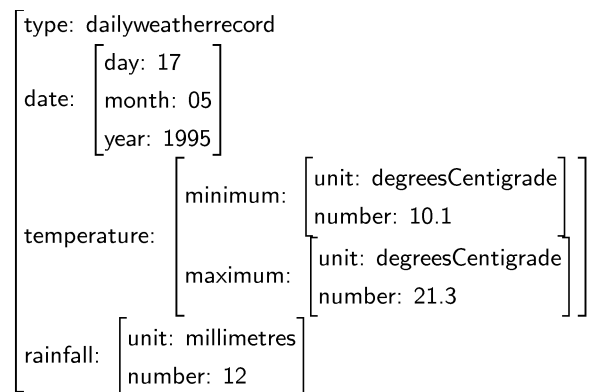 type: dailyweatherrecord
date:
day: 17
month: 05
year: 1995
temperature:
minimum:
unit: degreesCentigrade
number: 10.1
maximum:
unit: degreesCentigrade
number: 21.3
rainfall:
unit: millimetres
number: 12